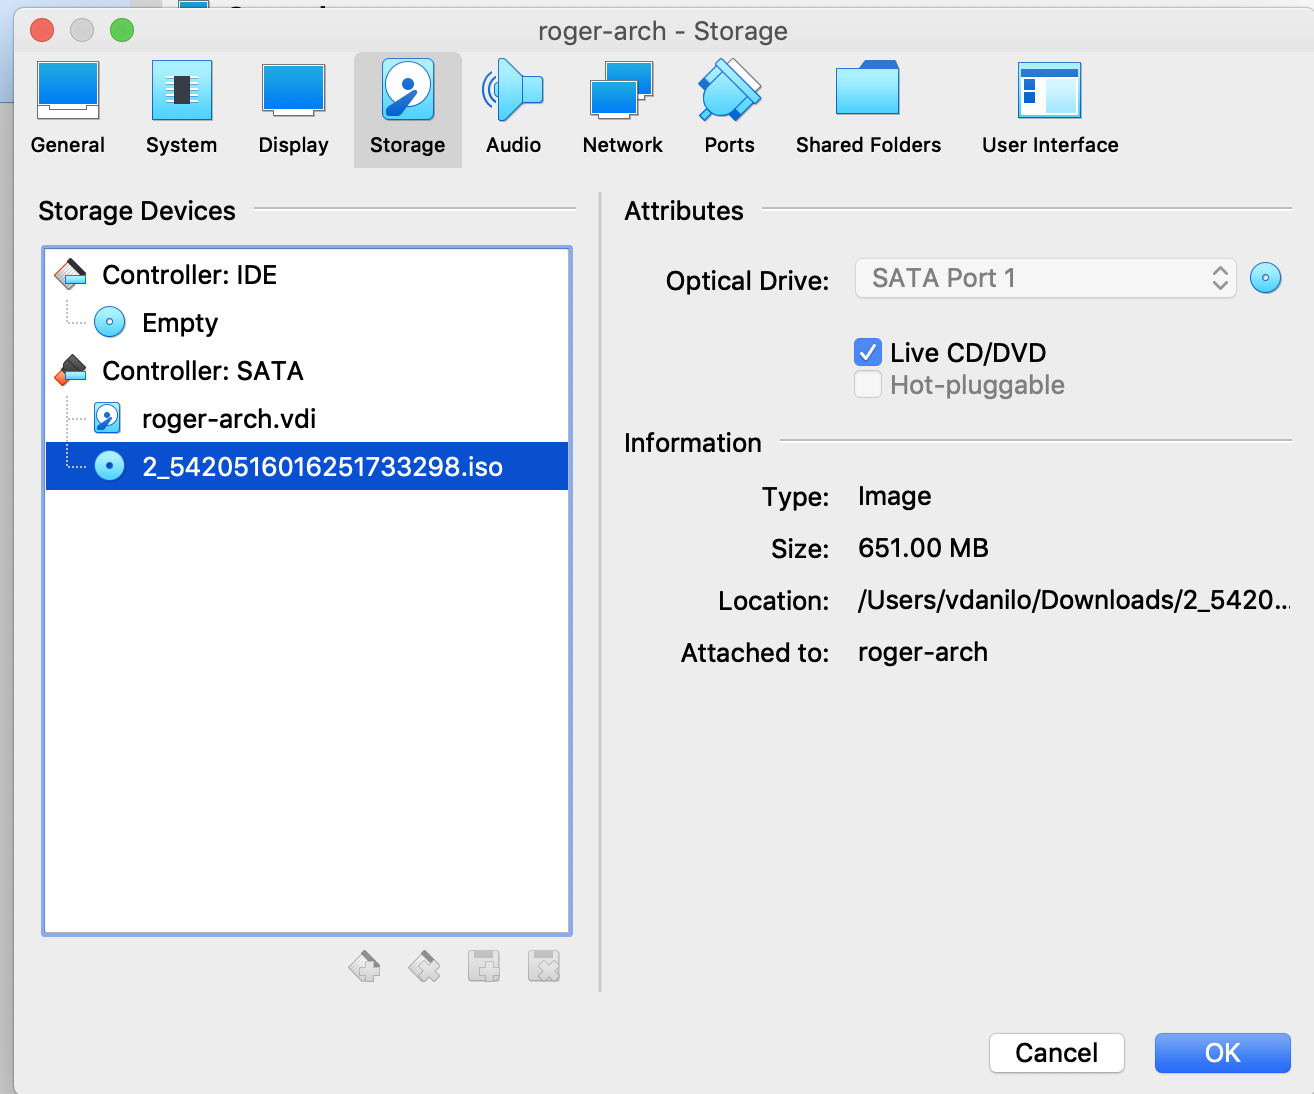 roger-arch - Storage
General
System
Display
Storage
Audio
Network
Ports
Shared Folders
User Interface
Storage Devices
Controller: IDE
Empty
Controller: SATA
roger-arch.vdi
2_5420516016251733298.iso
Attributes
Optical Drive: SATA Port 1
Live CD/DVD
Hot-pluggable
Information
Type: Image
Size: 651.00 MB
Location: /Users/vdanilo/Downloads/2_5420...
Attached to: roger-arch
Cancel
OK